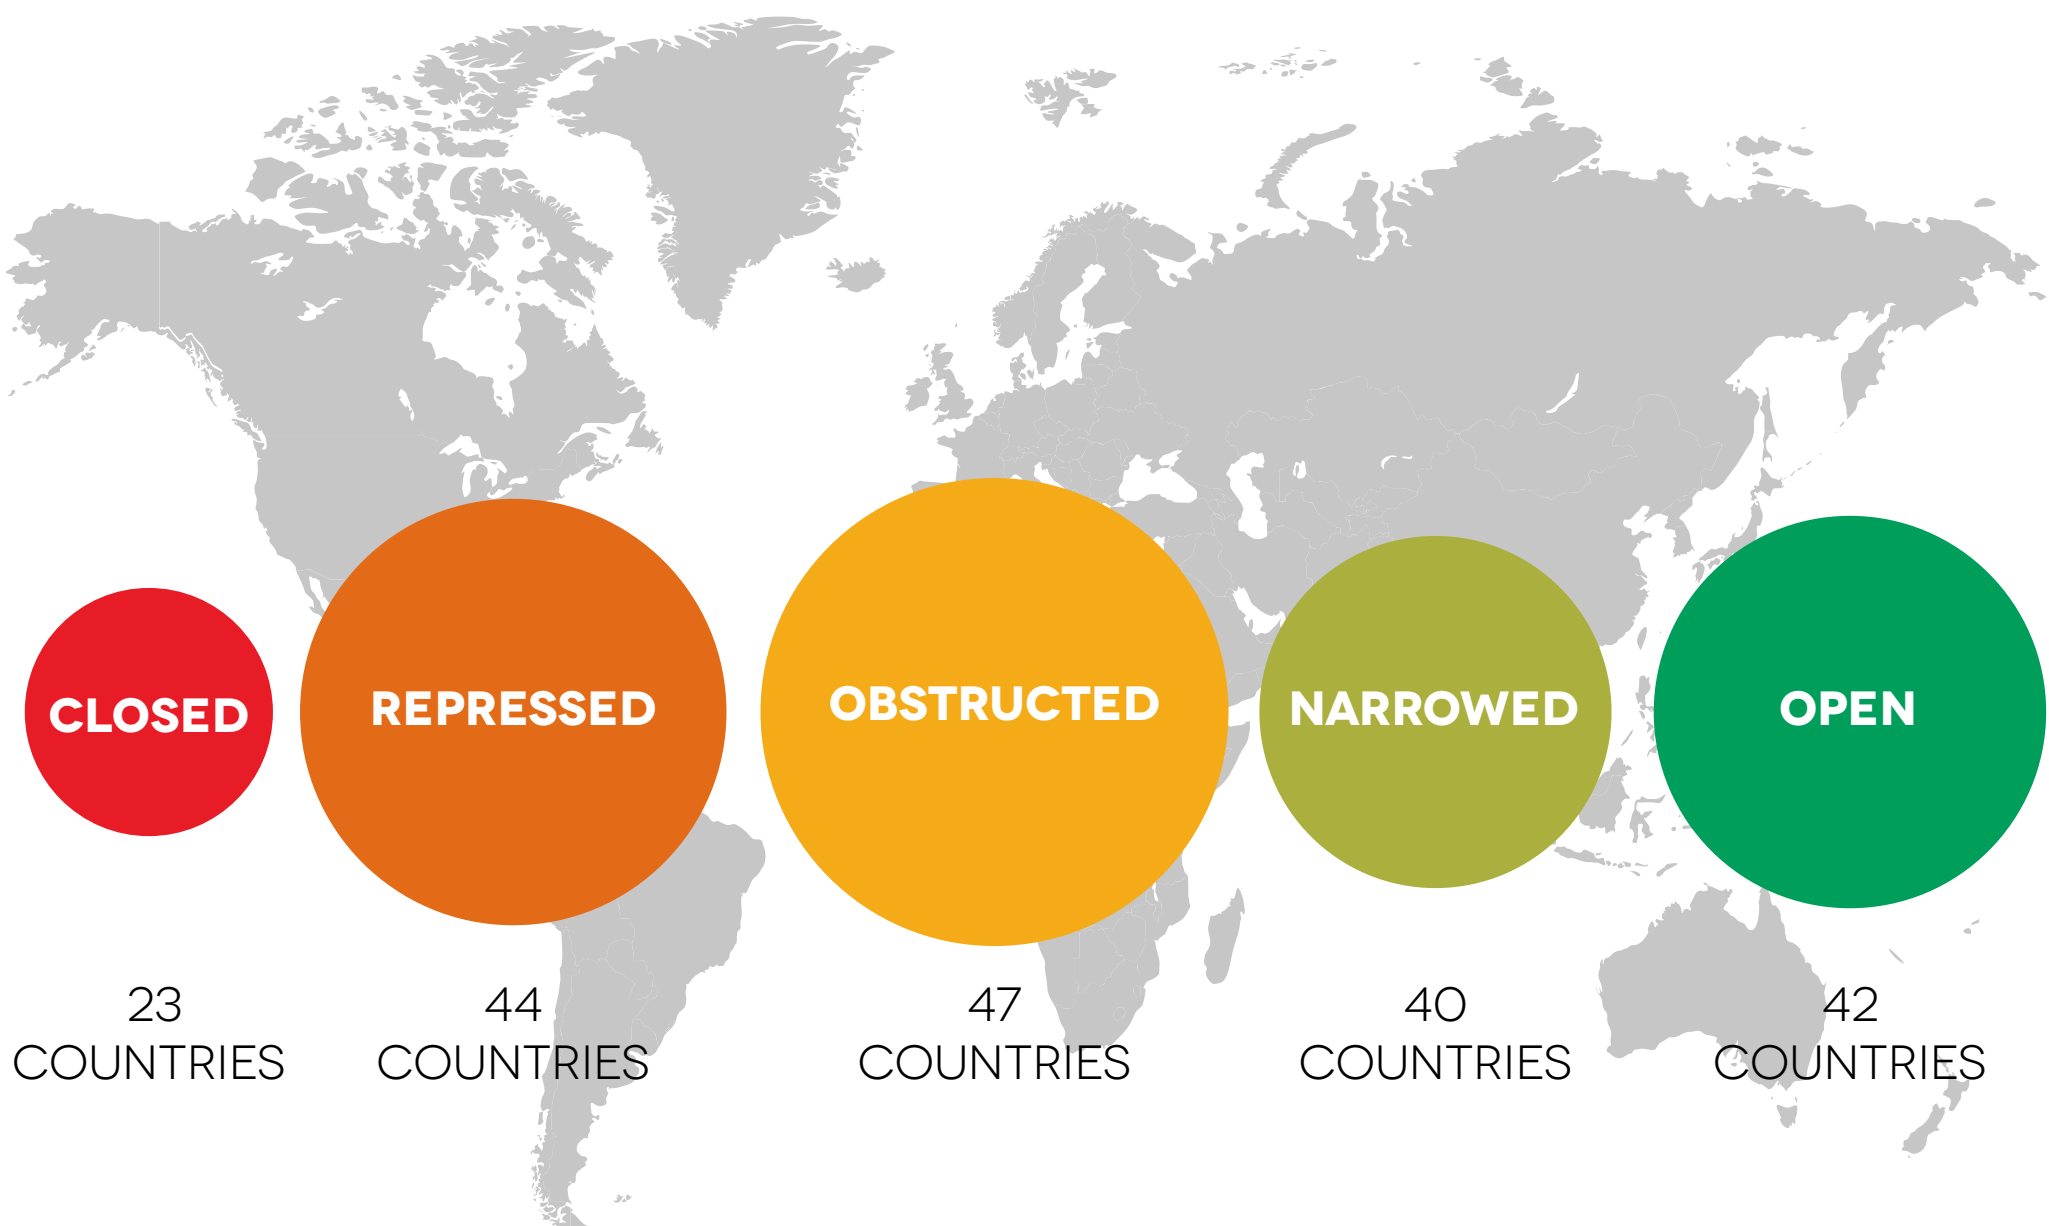 CLOSED
REPRESSED
OBSTRUCTED
NARROWED
OPEN
23
COUNTRIES
44
COUNTRIES
47
COUNTRIES
40
COUNTRIES
42
COUNTRIES